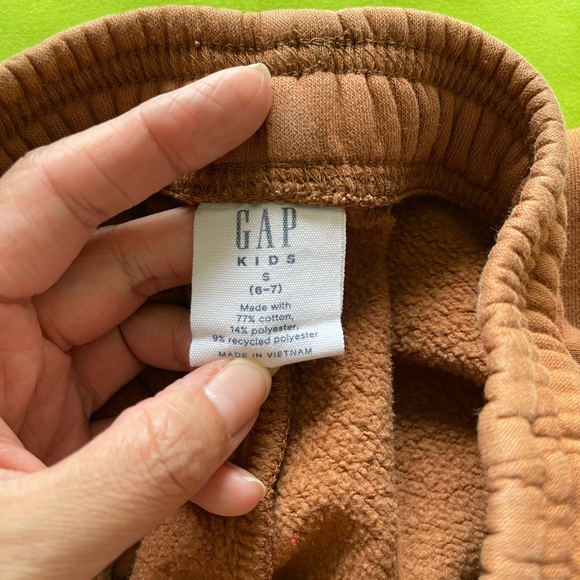 GAP
KIDS
S
(6-7)
Made with
77% cotton,
14% polyester,
9% recycled polyester
MADE IN VIETNAM